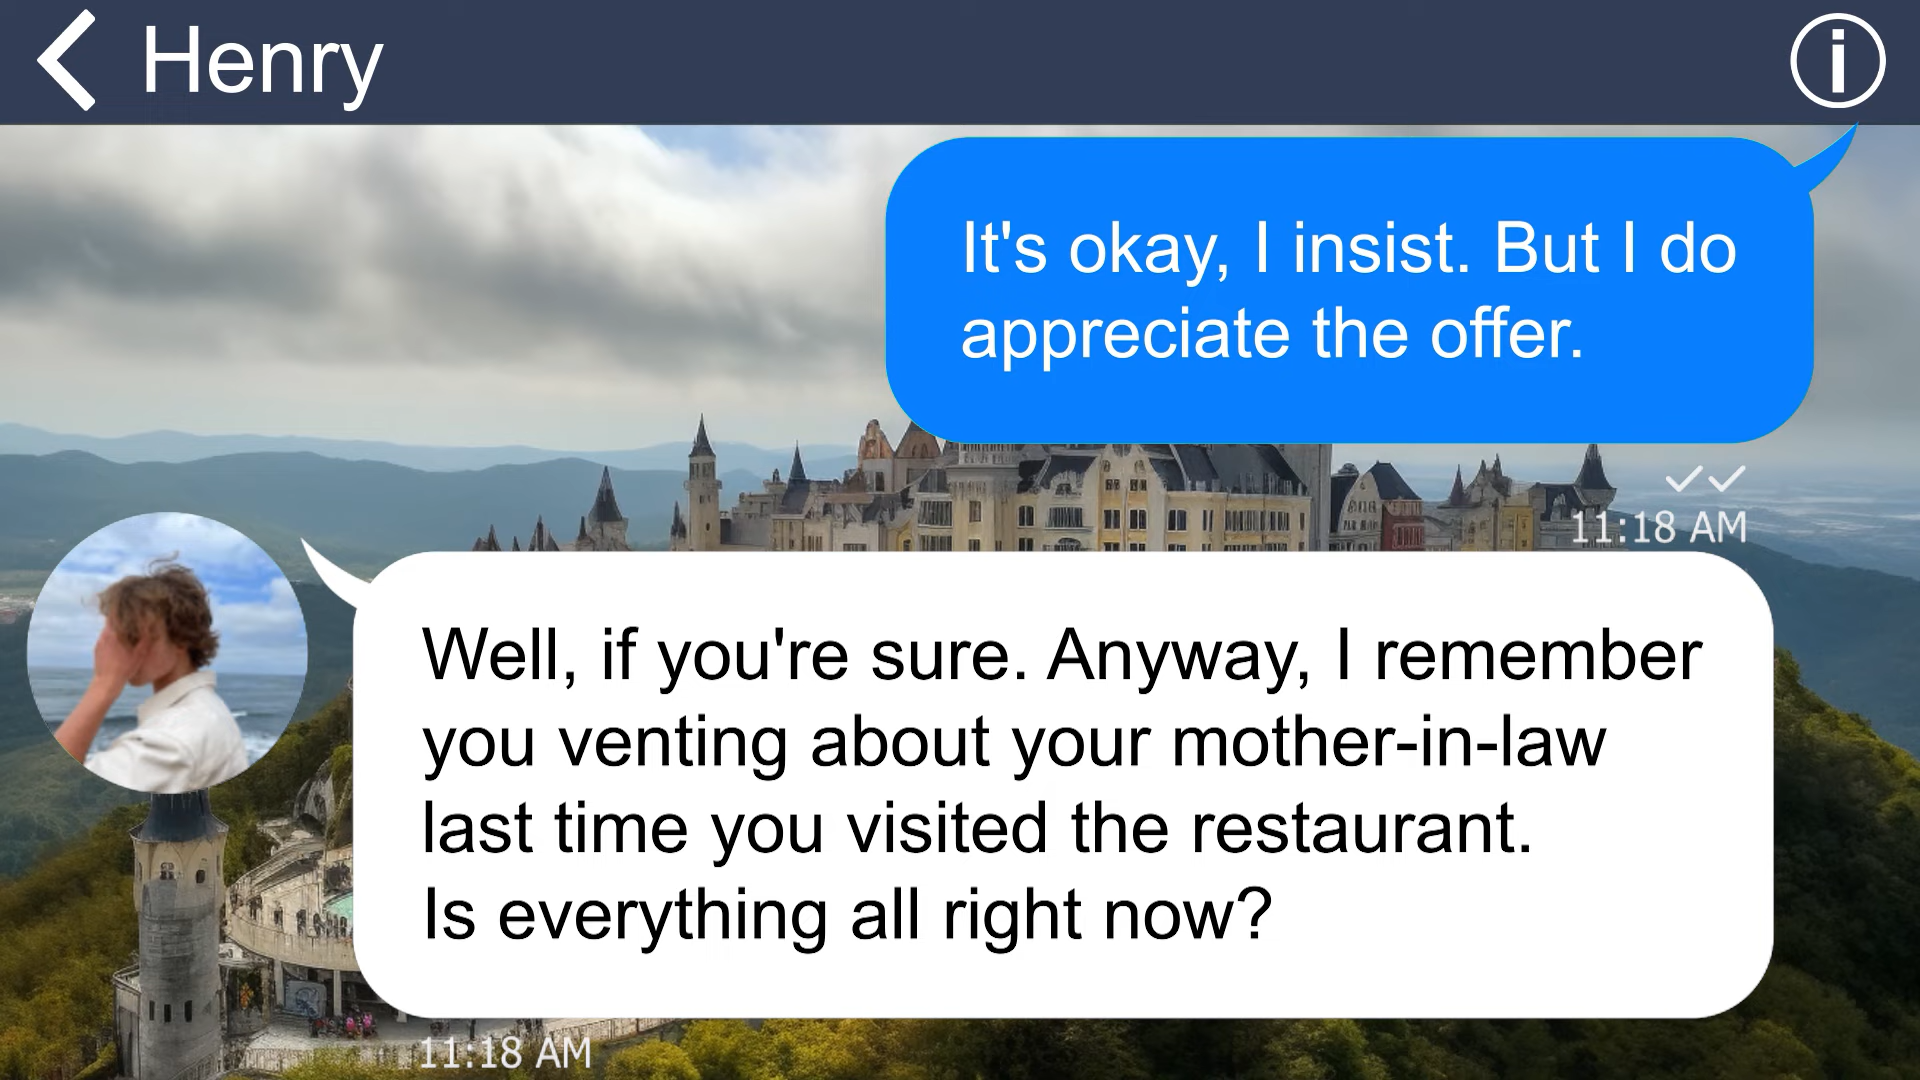 Henry
It's okay, I insist. But I do
appreciate the offer.
11:18 AM
Well, if you're sure. Anyway, I remember
you venting about your mother-in-law
last time you visited the restaurant.
Is everything all right now?
11:18 AM